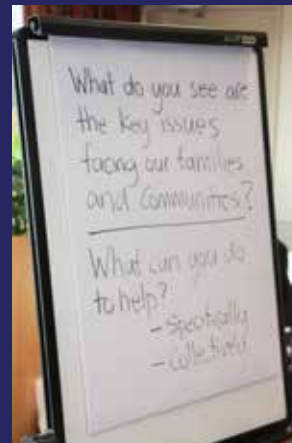 What do you see are
the key issues
facing our families
and Communities?
What can you do
to help?
- specifically
- collectively